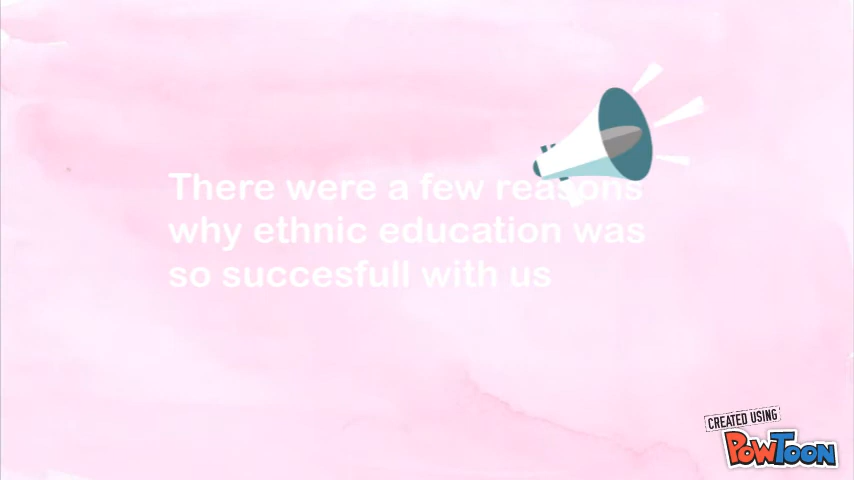 There were a few reasons
why ethnic education was
so succesfull with us
CREATED USING
POWTOON